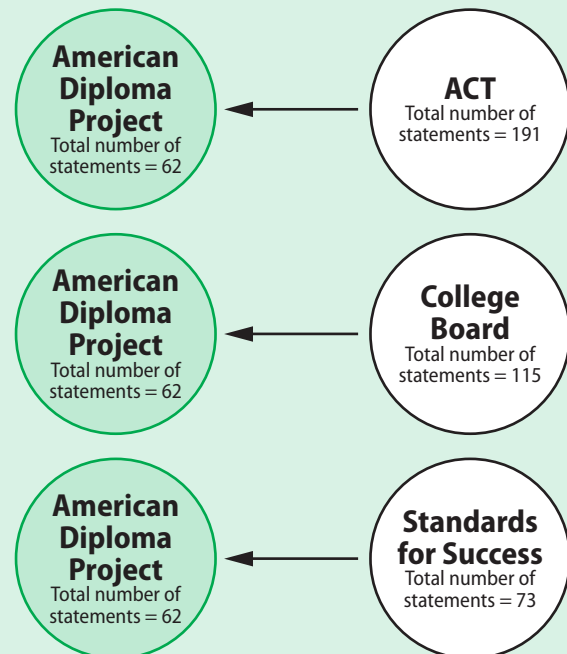 American
Diploma
Project
Total number of
statements = 62
ACT
Total number of
statements = 191
American
Diploma
Project
Total number of
statements = 62
College
Board
Total number of
statements = 115
American
Diploma
Project
Total number of
statements = 62
Standards
for Success
Total number of
statements = 73